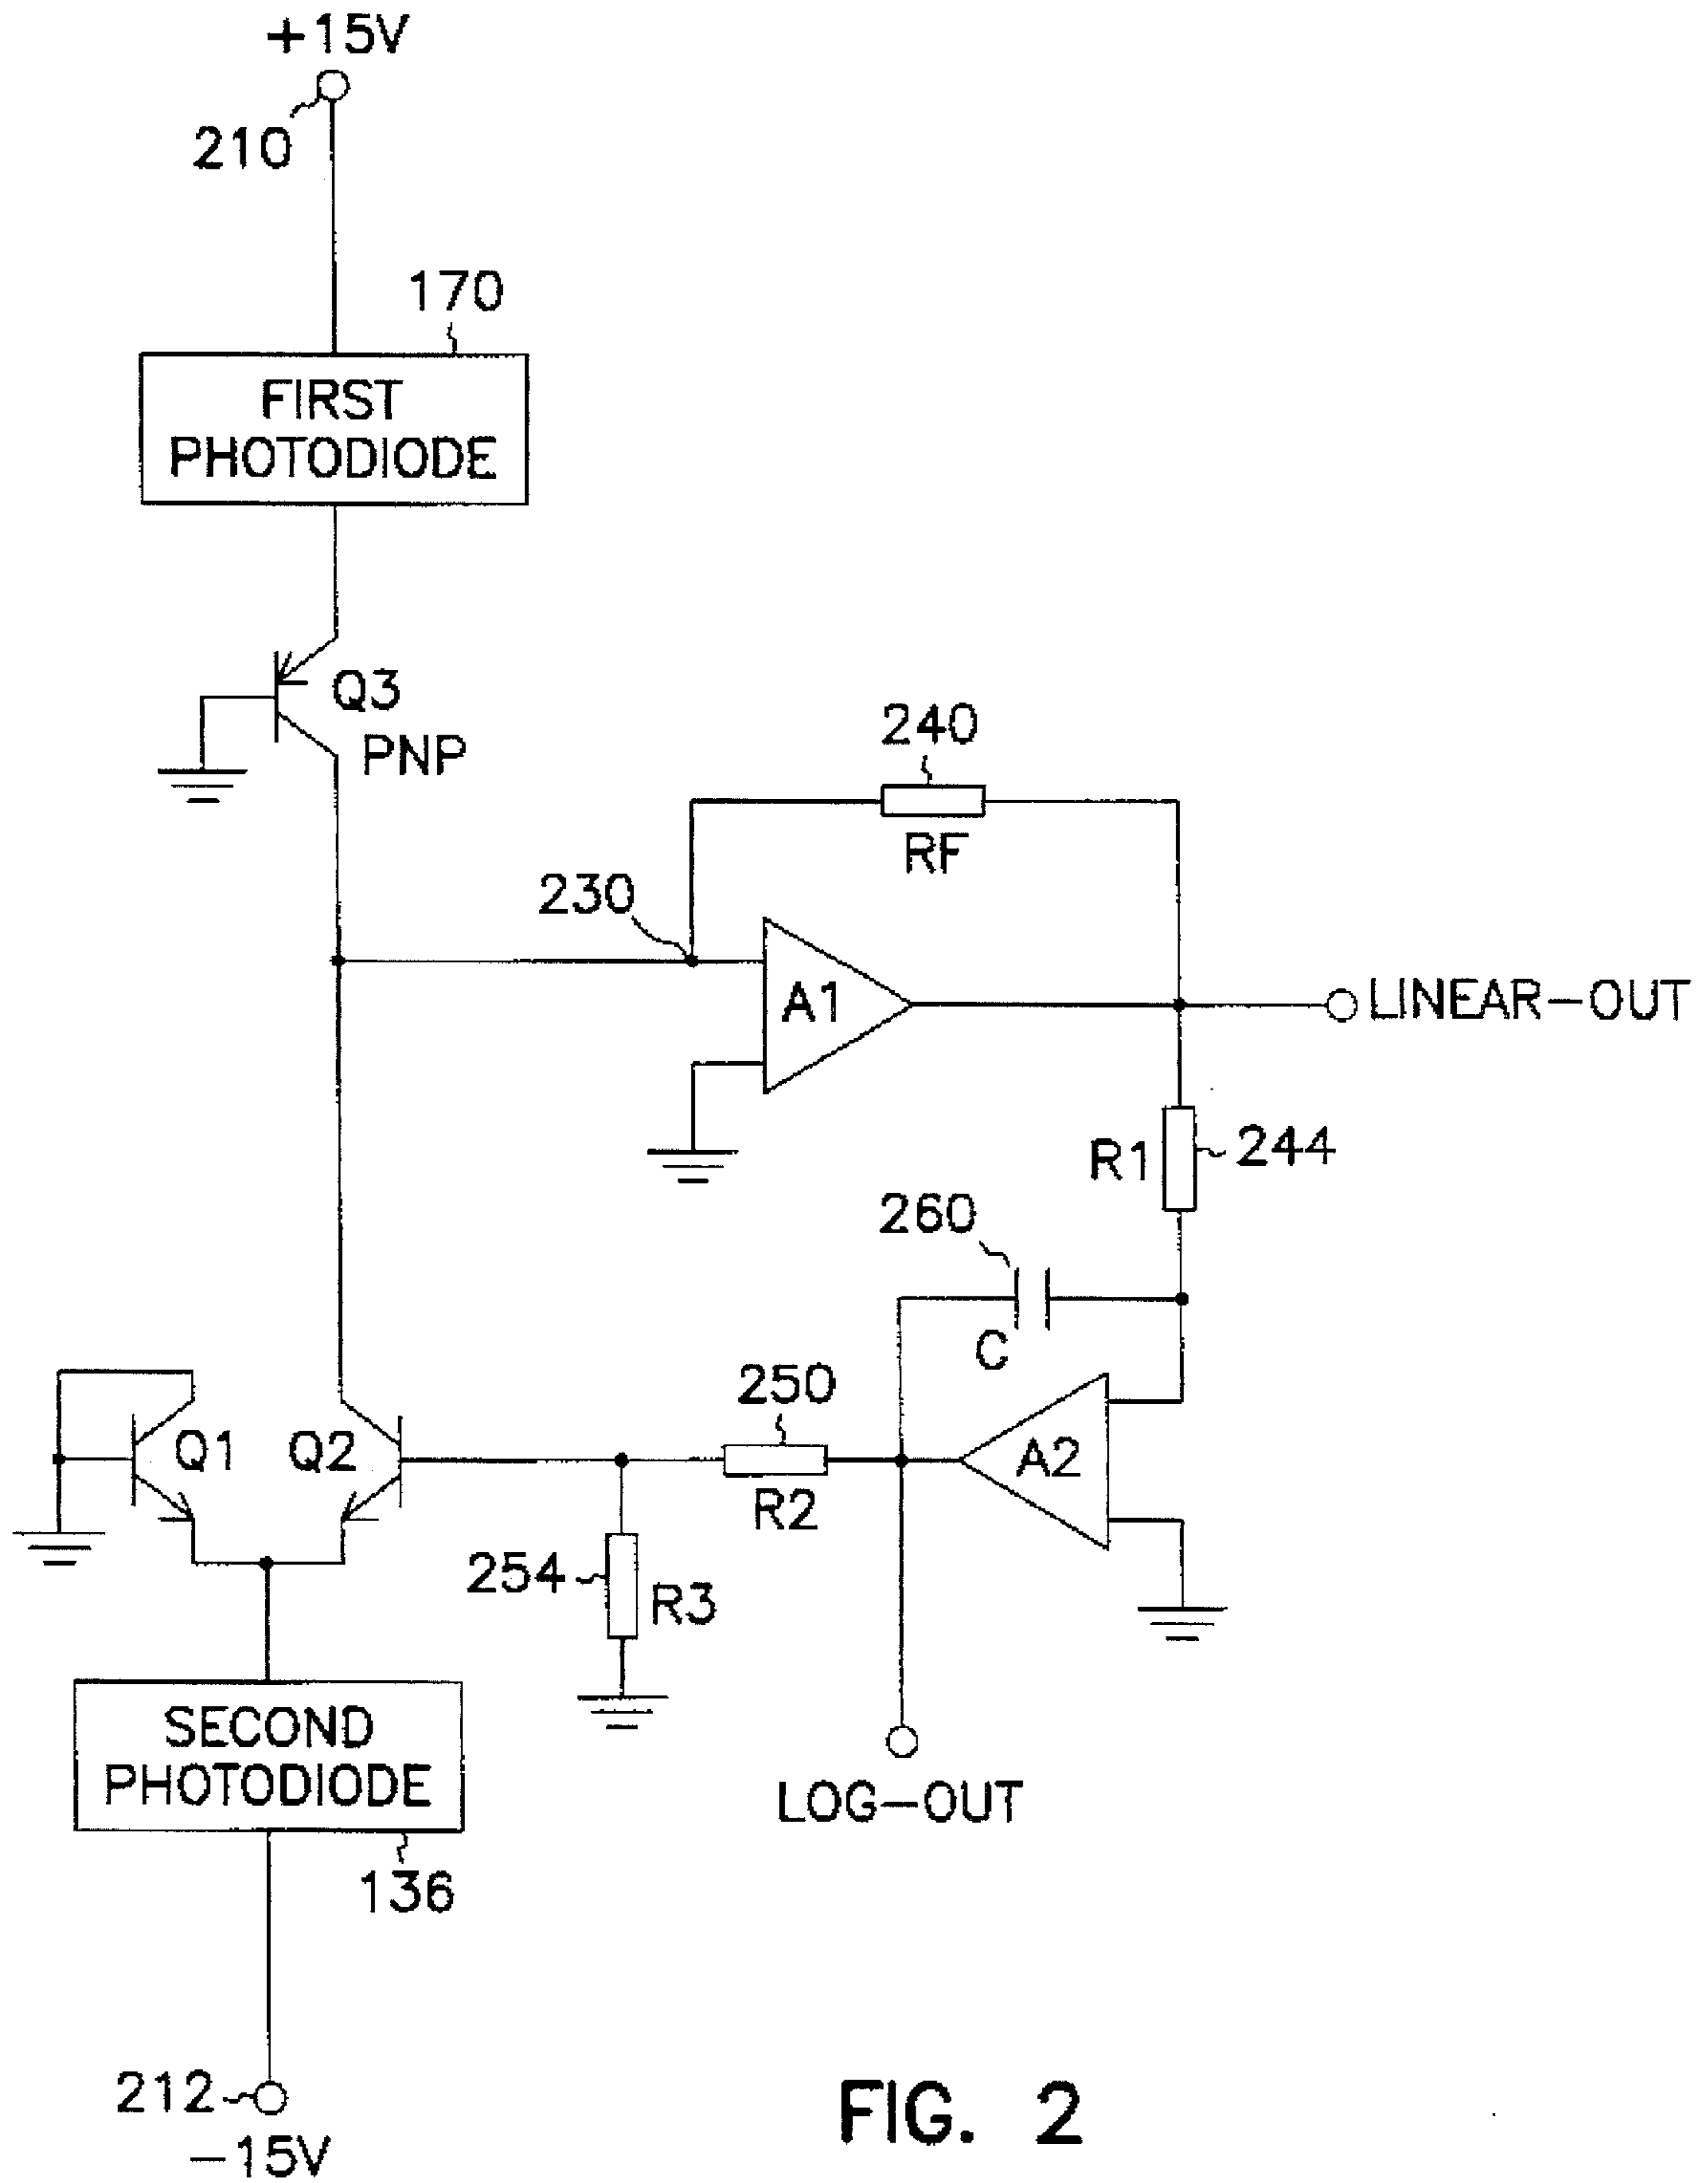 +15V
210
170
FIRST
PHOTODIODE
Q3
PNP
240
RF
230
A1
LINEAR-OUT
R1
244
260
C
250
Q1
Q2
A2
R2
254
R3
SECOND
PHOTODIODE
LOG-OUT
136
212
-15V
FIG. 2